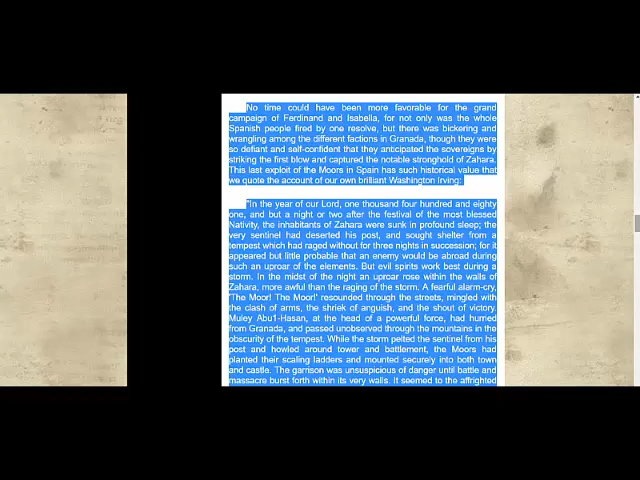 No time could have been more favorable for the grand
campaign of Ferdinand and Isabella, for not only was the whole
Spanish people fired by one resolve, but there was bickering and
wrangling among the different factions in Granada, though they were
so defiant and self-confident that they anticipated the sovereigns by
striking the first blow and captured the notable stronghold of Zahara.
This last exploit of the Moors in Spain has such historical value that
we quote the account of our own brilliant Washington Irving:
"In the year of our Lord, one thousand four hundred and eighty
one, and but a night or two after the festival of the most blessed
Nativity, the inhabitants of Zahara were sunk in profound sleep; the
very sentinel had deserted his post, and sought shelter from a
tempest which had raged without for three nights in succession; for it
appeared but little probable that an enemy would be abroad during
such an uproar of the elements. But evil spirits work best during a
storm. In the midst of the night an uproar rose within the walls of
Zahara, more awful than the raging of the storm. A fearful alarm-cry,
'The Moor! The Moor!' resounded through the streets, mingled with
the clash of arms, the shriek of anguish, and the shout of victory.
Muley Abu1-Hasan, at the head of a powerful force, had hurried
from Granada, and passed unobserved through the mountains in the
obscurity of the tempest. While the storm pelted the sentinel from his
post and howled around tower and battlement, the Moors had
planted their scaling ladders and mounted securely into both town
and castle. The garrison was unsuspicious of danger until battle and
massacre burst forth within its very walls. It seemed to the affrighted